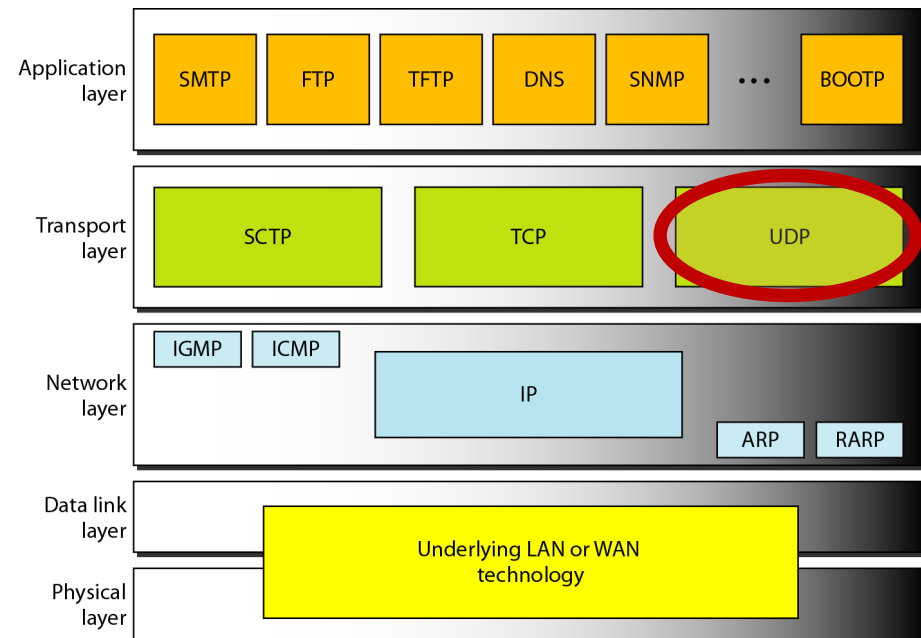 Application
layer
SMTP
FTP
TFTP
DNS
SNMP
...
BOOTP
Transport
layer
SCTP
TCP
UDP
Network
layer
IGMP
ICMP
IP
ARP
RARP
Data link
layer
Underlying LAN or WAN
technology
Physical
layer